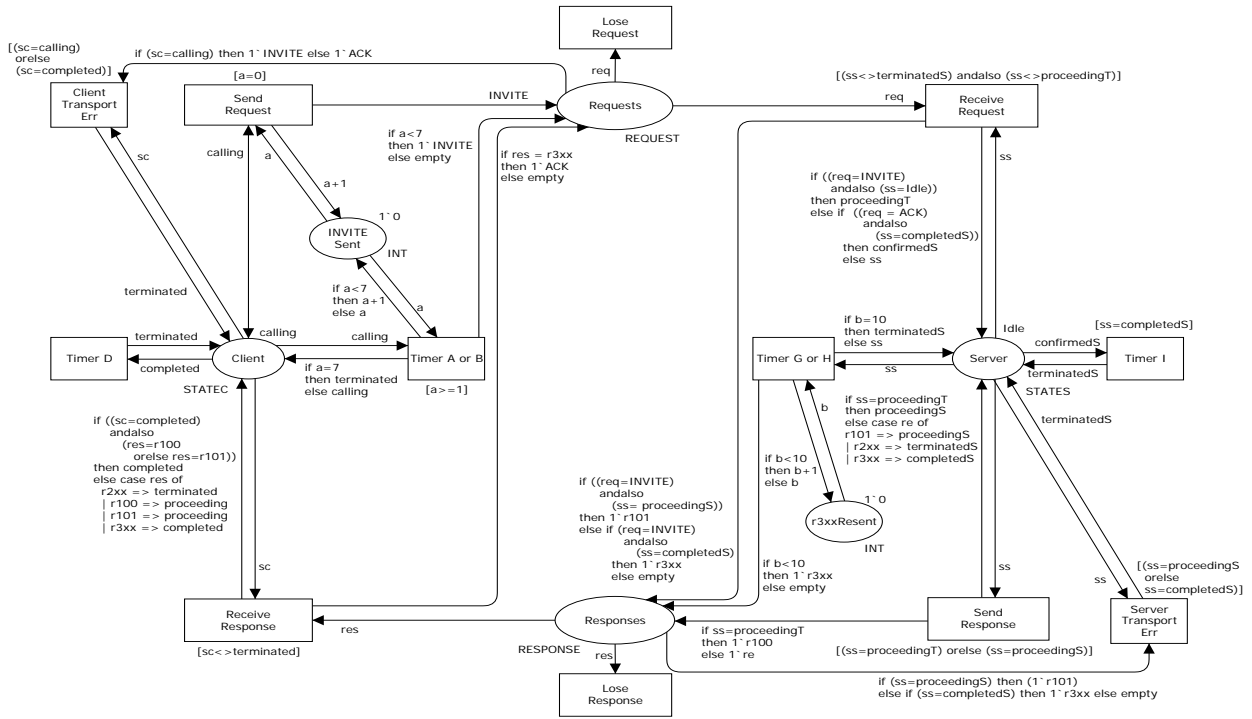 Lose
Request
[(sc=calling)
orelse
(sc=completed)]
if (sc=calling) then 1`INVITE else 1`ACK
req
[a=0]
Client
Transport
Err
Send
Request
INVITE
Requests
REQUEST
req
[(ss<>terminatedS) andalso (ss<>proceedingT)]
Receive
Request
sc
calling
a
a+1
if a<7
then 1`INVITE
else empty
if res = r3xx
then 1`ACK
else empty
ss
if ((req=INVITE)
andalso (ss=Idle))
then proceedingT
else if ((req = ACK)
andalso
(ss=completedS))
then confirmedS
else ss
1`0
INVITE
Sent
INT
if a<7
then a+1
else a
a
terminated
terminated
Timer D
completed
calling
Client
STATEC
calling
if a=7
then terminated
else calling
Timer A or B
[a>=1]
if b=10
then terminatedS
else ss
Timer G or H
ss
Idle
Server
STATES
[ss=completedS]
confirmedS
Timer I
terminatedS
terminatedS
if ((sc=completed)
andalso
(res=r100
orelse res=r101))
then completed
else case res of
r2xx => terminated
| r100 => proceeding
| r101 => proceeding
| r3xx => completed
b
if ss=proceedingT
then proceedingS
else case re of
r101 => proceedingS
| r2xx => terminatedS
| r3xx => completedS
if b<10
then b+1
else b
1`0
r3xxResent
INT
if ((req=INVITE)
andalso
(ss= proceedingS))
then 1`r101
else if (req=INVITE)
andalso
(ss=completedS)
then 1`r3xx
else empty
if b<10
then 1`r3xx
else empty
sc
ss
ss
[(ss=proceedingS
orelse
ss=completedS)]
Receive
Response
[sc<>terminated]
res
Responses
RESPONSE
res
if ss=proceedingT
then 1`r100
else 1`re
Send
Response
[(ss=proceedingT) orelse (ss=proceedingS)]
Server
Transport
Err
if (ss=proceedingS) then (1`r101)
else if (ss=completedS) then 1`r3xx else empty
Lose
Response